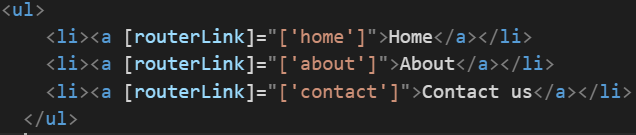 <ul>
<li><a [routerLink]="['home']">Home</a></li>
<li><a [routerLink]="['about']">About</a></li>
<li><a [routerLink]="['contact']">Contact us</a></li>
</ul>